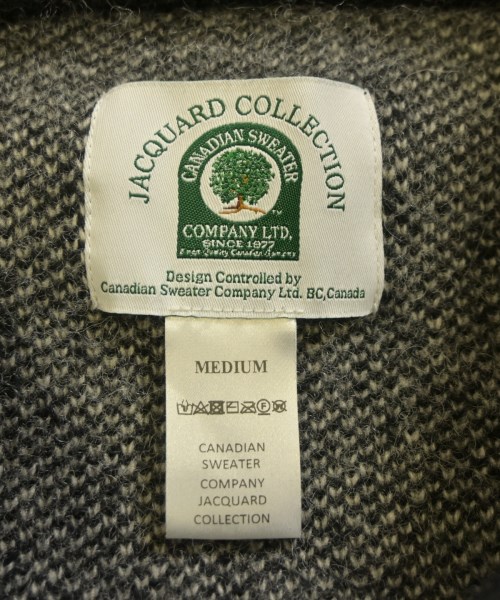 JACQUARD COLLECTION
CANADIAN SWEATER
TM
COMPANY LTD,
SINCE 1977
Design Controlled by
Canadian Sweater Company Ltd. BC,Canada
MEDIUM
CANADIAN
SWEATER
COMPANY
JACQUARD
COLLECTION